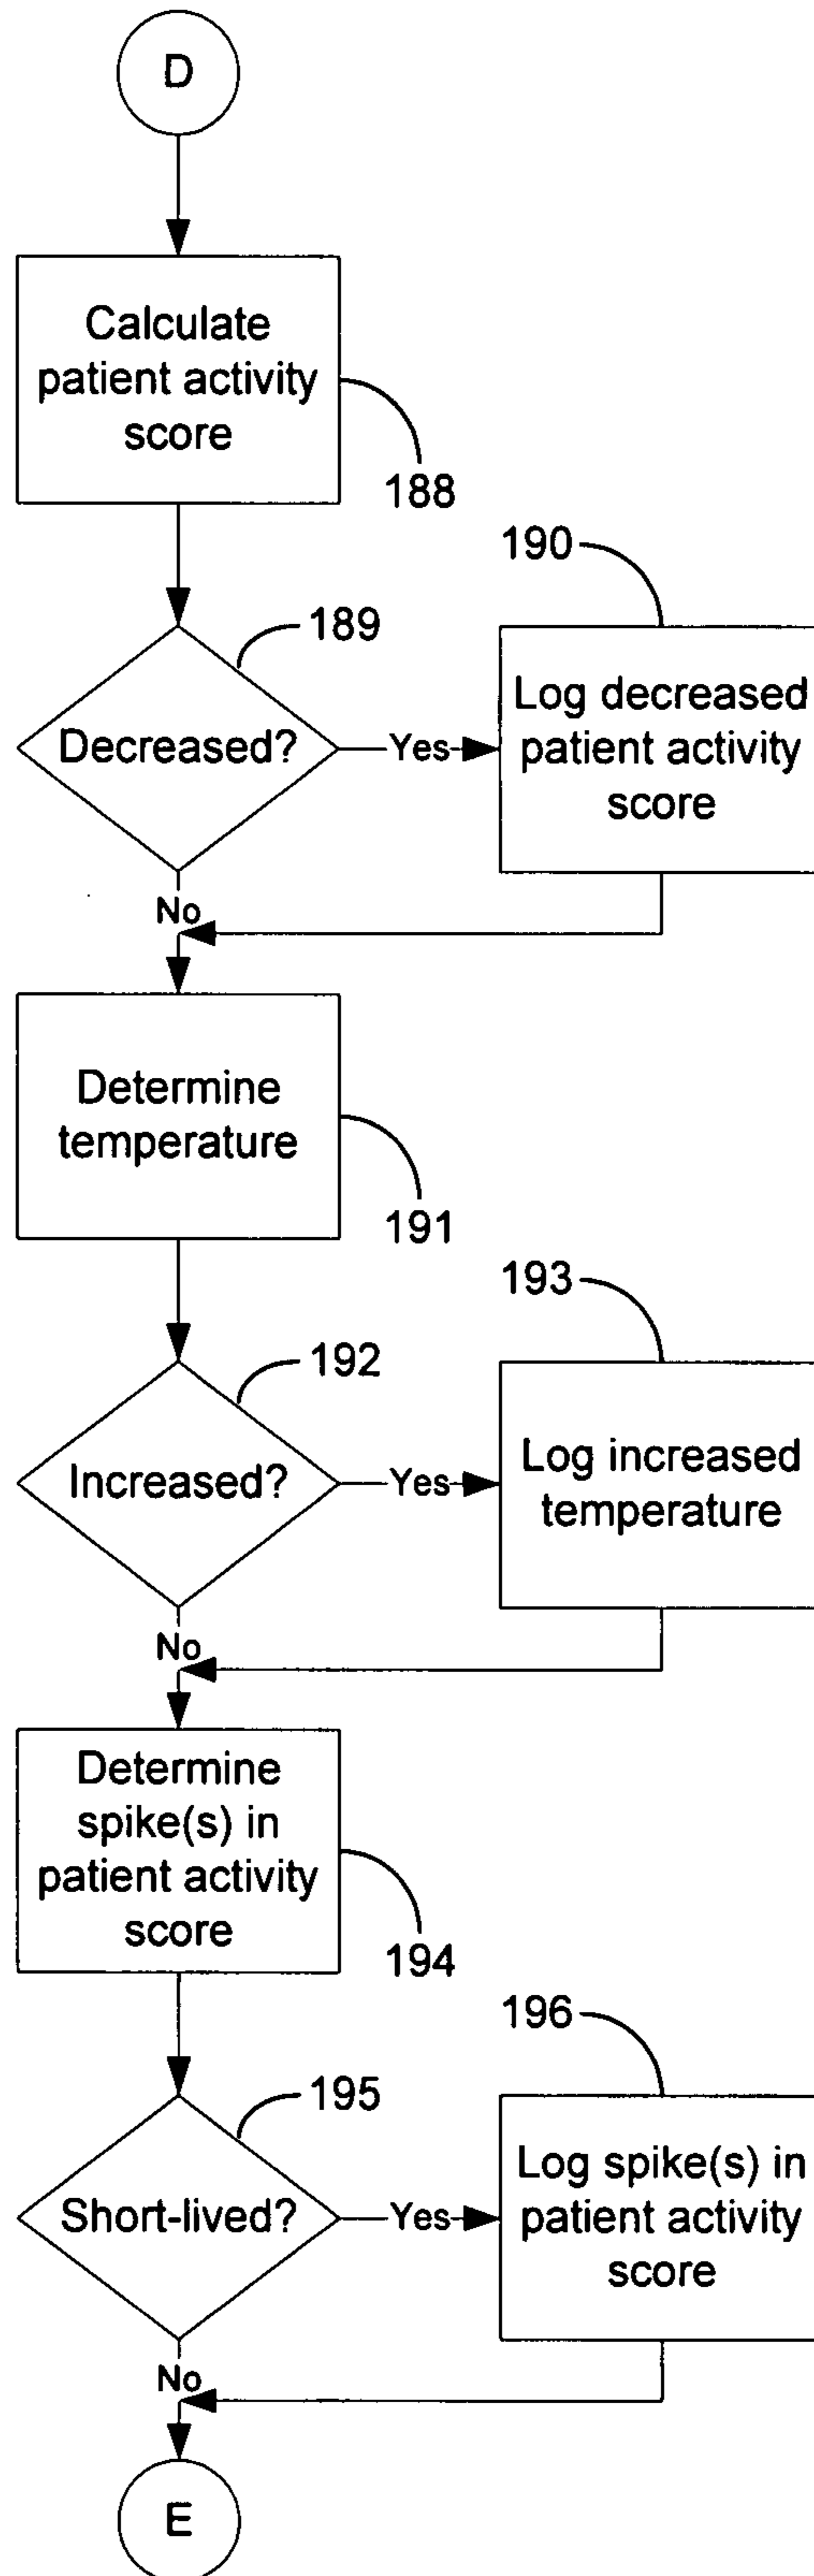 D
Calculate
patient activity
score
188
190
189
Decreased?
Yes
Log decreased
patient activity
score
No
Determine
temperature
191
193
192
Increased?
Yes
Log increased
temperature
No
Determine
spike(s) in
patient activity
score
194
196
195
Short-lived?
Yes
Log spike(s) in
patient activity
score
No
E